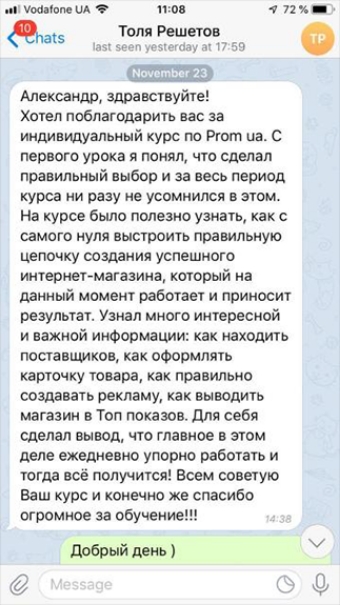 Vodafone UA 11:08 72 %
10
Chats
Толя Решетов
last seen yesterday at 17:59
ТР
November 23
Александр, здравствуйте!
Хотел поблагодарить вас за
индивидуальный курс по Prom ua. С
первого урока я понял, что сделал
правильный выбор и за весь период
курса ни разу не усомнился в этом.
На курсе было полезно узнать, как с
самого нуля выстроить правильную
цепочку создания успешного
интернет-магазина, который на
данный момент работает и приносит
результат. Узнал много интересной
и важной информации: как находить
поставщиков, как оформлять
карточку товара, как правильно
создавать рекламу, как выводить
магазин в Топ показов. Для себя
сделал вывод, что главное в этом
деле ежедневно упорно работать и
тогда всё получится! Всем советую
Ваш курс и конечно же спасибо
огромное за обучение!!!
14:38
Добрый день )
Message